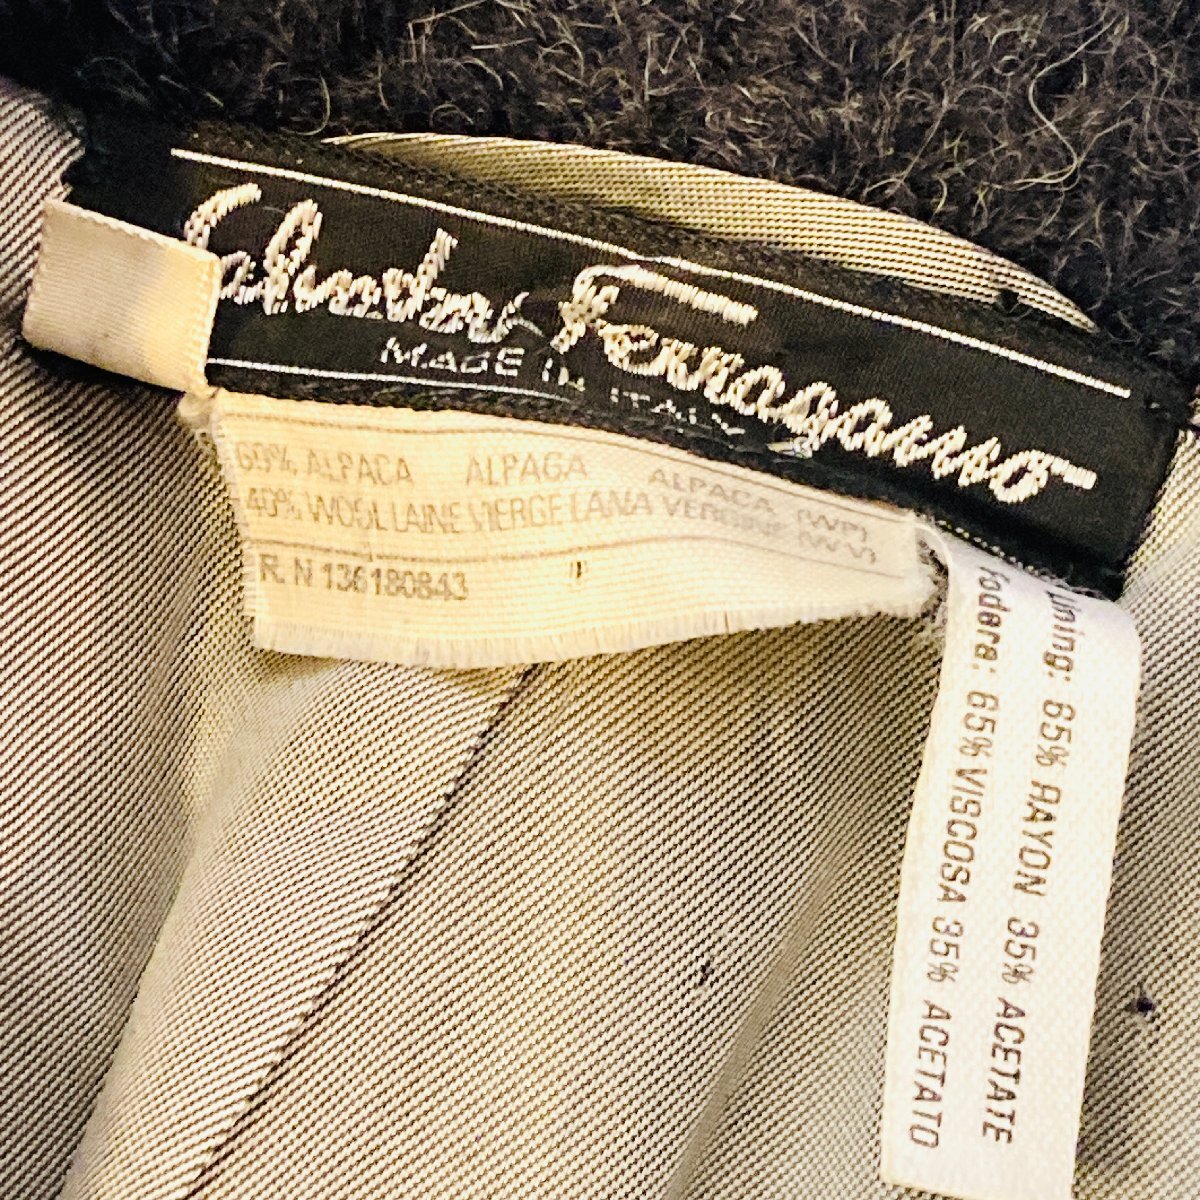 Salvatore Ferragamo
MADE IN ITALY
60% ALPACA ALPAGA ALPACA (WP)
40% WOOL LAINE VIERGE LANA VERGINE (WV)
R. N 136180843
Lining: 65% RAYON 35% ACETATE
Fodera: 65% VISCOSA 35% ACETATO